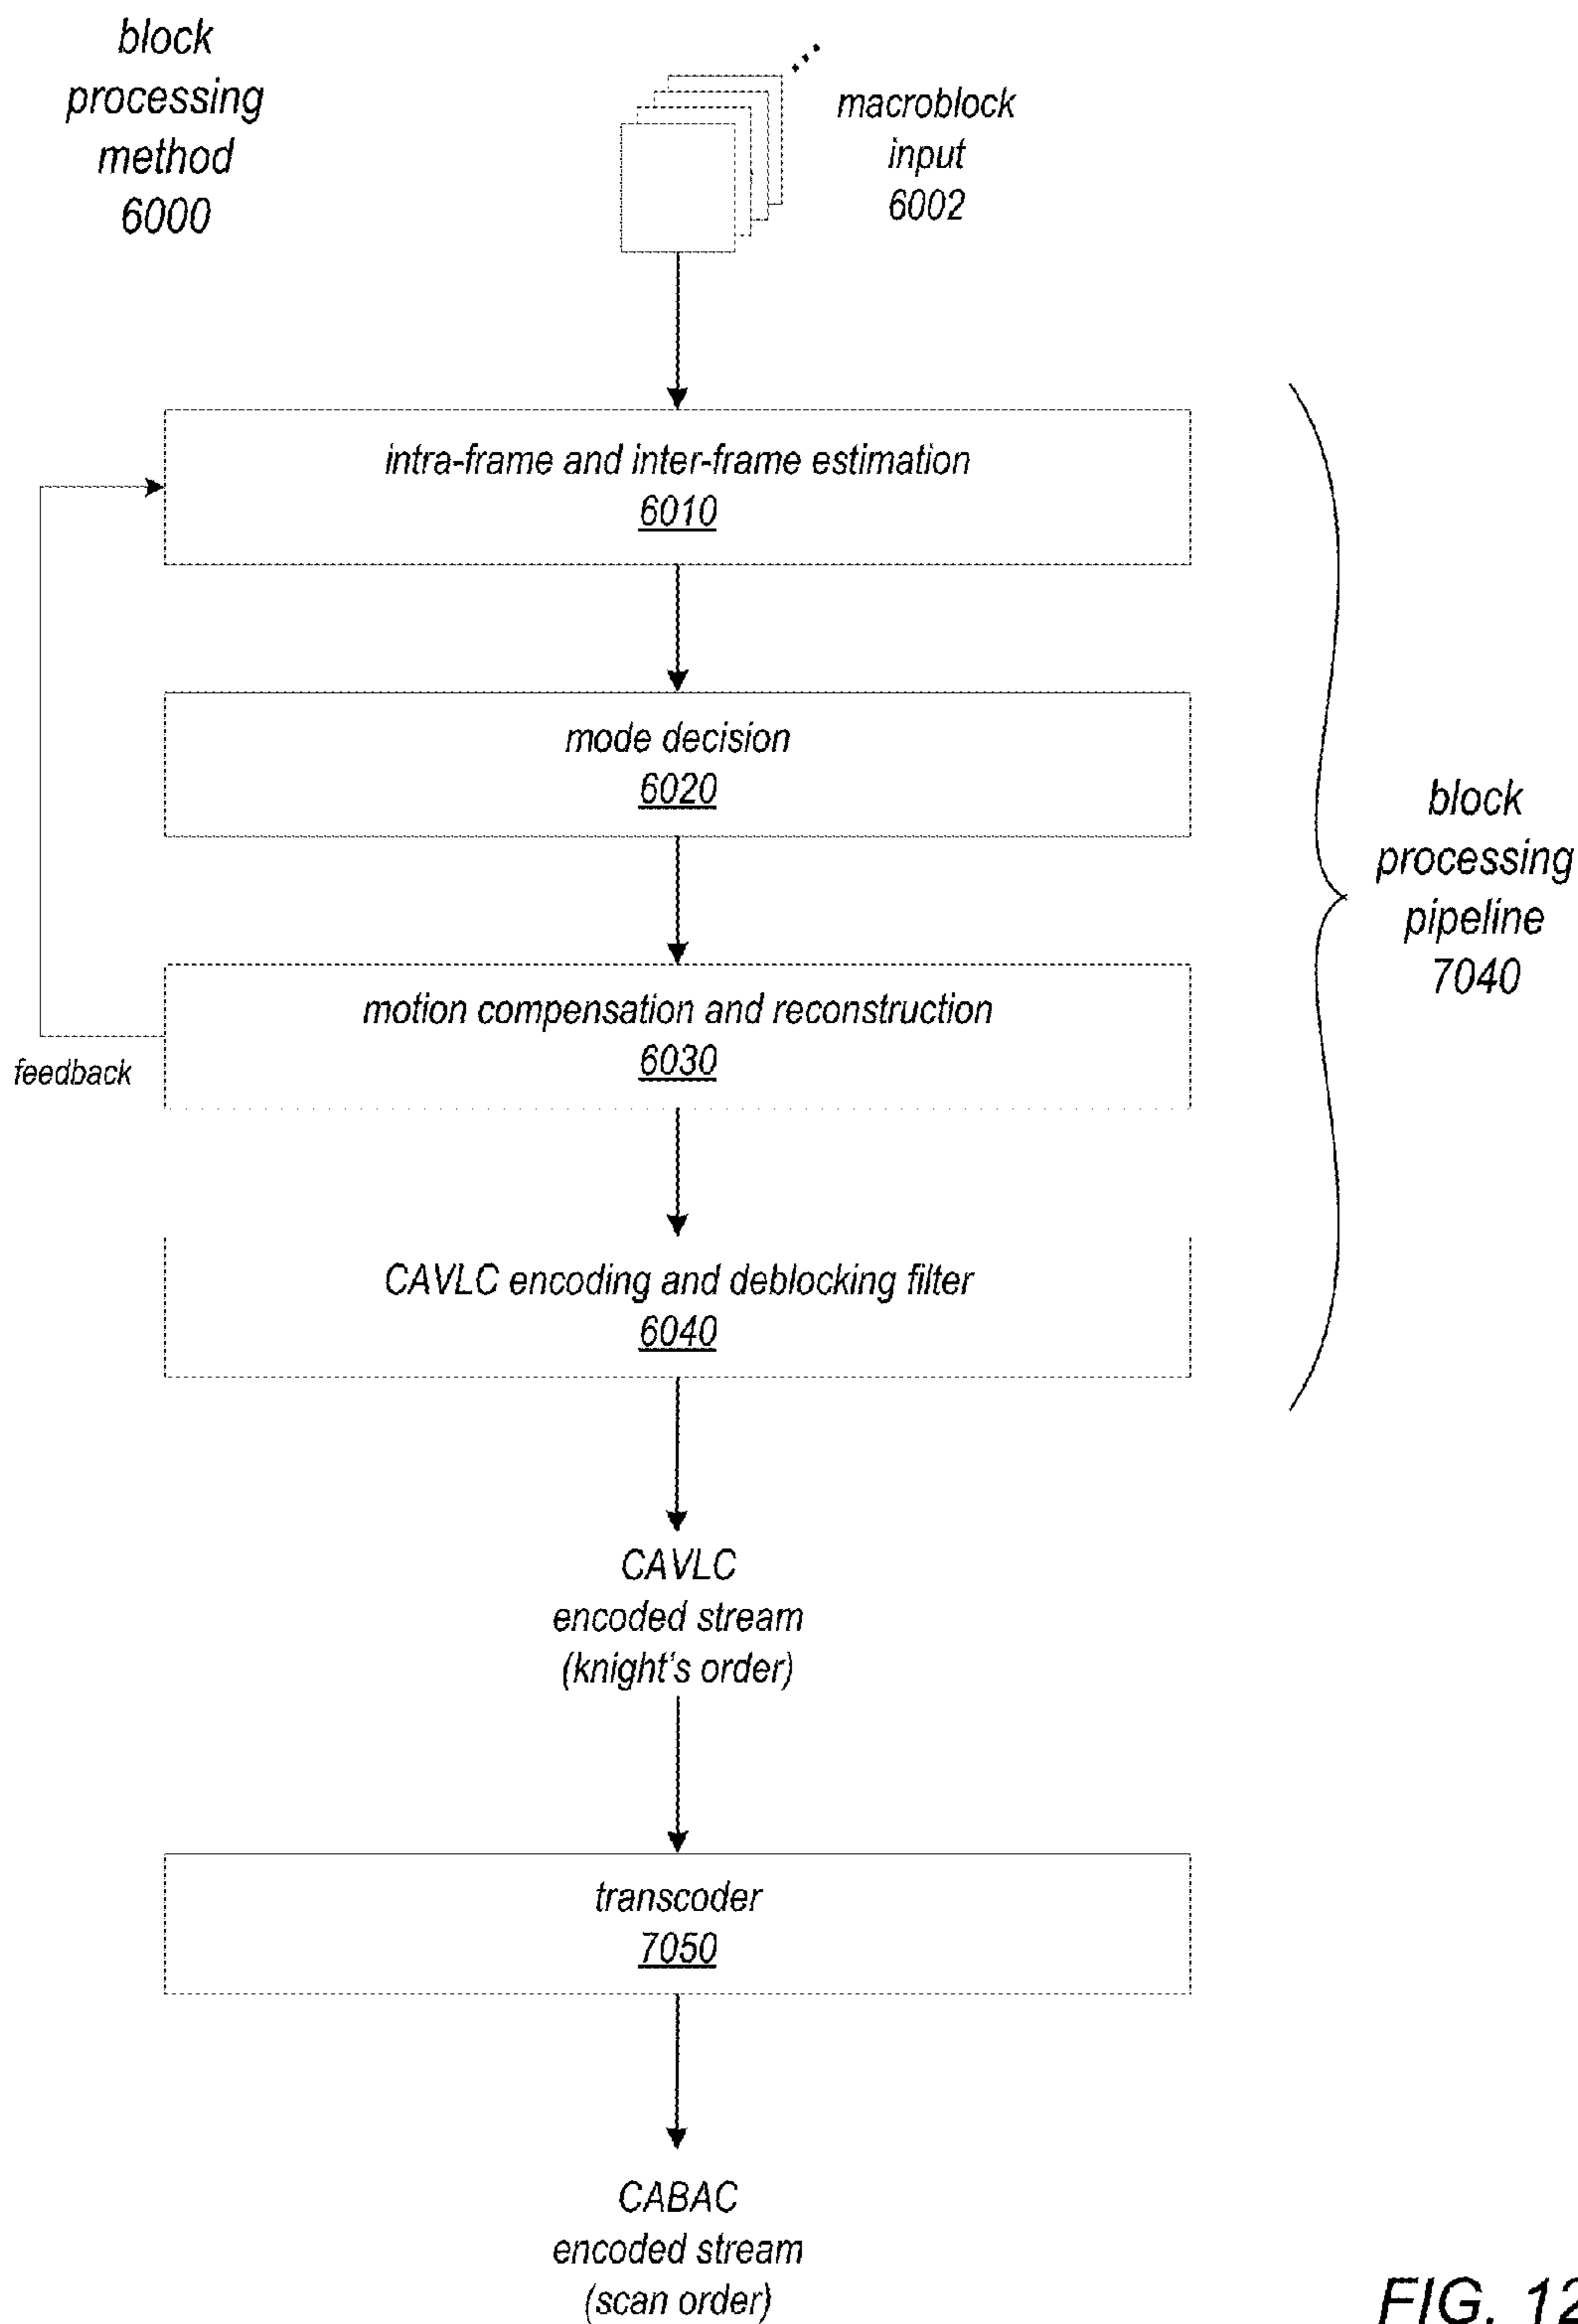 block
processing
method
6000
macroblock
input
6002
intra-frame and inter-frame estimation
6010
mode decision
6020
motion compensation and reconstruction
6030
feedback
CAVLC encoding and deblocking filter
6040
block
processing
pipeline
7040
CAVLC
encoded stream
(knight's order)
transcoder
7050
CABAC
encoded stream
(scan order)
FIG. 12